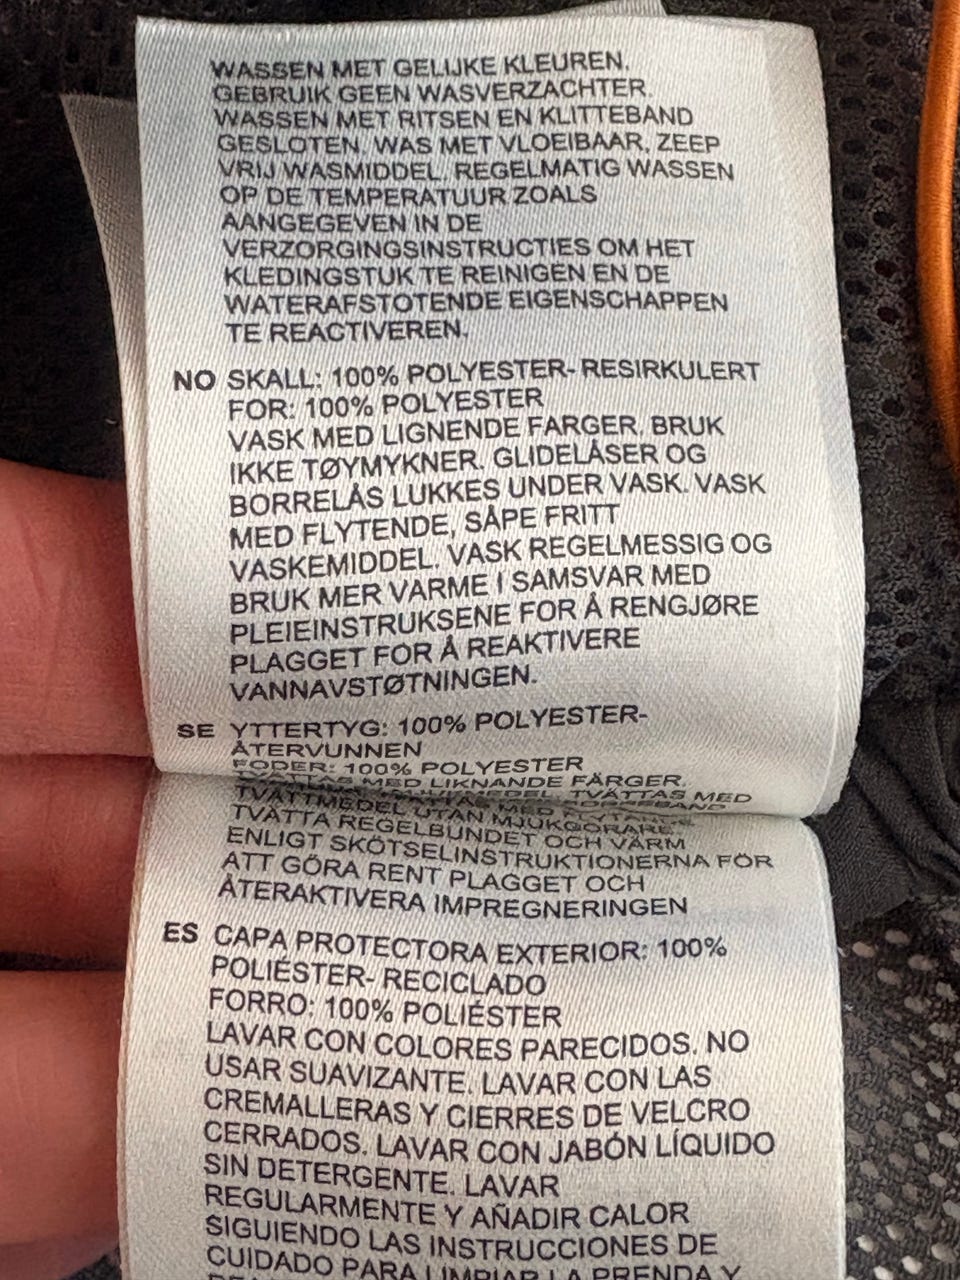 WASSEN MET GELIJKE KLEUREN.
GEBRUIK GEEN WASVERZACHTER.
WASSEN MET RITSEN EN KLITTEBAND
GESLOTEN. WAS MET VLOEIBAAR, ZEEP
VRIJ WASMIDDEL. REGELMATIG WASSEN
OP DE TEMPERATUUR ZOALS
AANGEGEVEN IN DE
VERZORGINGSINSTRUCTIES OM HET
KLEDINGSTUK TE REINIGEN EN DE
WATERAFSTOTENDE EIGENSCHAPPEN
TE REACTIVEREN.
NO SKALL: 100% POLYESTER- RESIRKULERT
FOR: 100% POLYESTER
VASK MED LIGNENDE FARGER. BRUK
IKKE TØYMYKNER. GLIDELÅSER OG
BORRELÅS LUKKES UNDER VASK. VASK
MED FLYTENDE, SÅPE FRITT
VASKEMIDDEL. VASK REGELMESSIG OG
BRUK MER VARME I SAMSVAR MED
PLEIEINSTRUKSENE FOR Å RENGJØRE
PLAGGET FOR Å REAKTIVERE
VANNAVSTØTNINGEN.
SE YTTERTYG: 100% POLYESTER-
ÅTERVUNNEN
FODER: 100% POLYESTER
TVÄTTAS MED LIKNANDE FÄRGER.
TVÄTTAS MED
TVÄTTMEDEL UTAN MJUKGÖRARE.
TVÄTTA REGELBUNDET OCH VARM
ENLIGT SKÖTSELINSTRUKTIONERNA FÖR
ATT GÖRA RENT PLAGGET OCH
ÅTERAKTIVERA IMPREGNERINGEN
ES CAPA PROTECTORA EXTERIOR: 100%
POLIÉSTER- RECICLADO
FORRO: 100% POLIÉSTER
LAVAR CON COLORES PARECIDOS. NO
USAR SUAVIZANTE. LAVAR CON LAS
CREMALLERAS Y CIERRES DE VELCRO
CERRADOS. LAVAR CON JABÓN LÍQUIDO
SIN DETERGENTE. LAVAR
REGULARMENTE Y AÑADIR CALOR
SIGUIENDO LAS INSTRUCCIONES DE
CUIDADO PARA LIMPIAR LA PRENDA Y